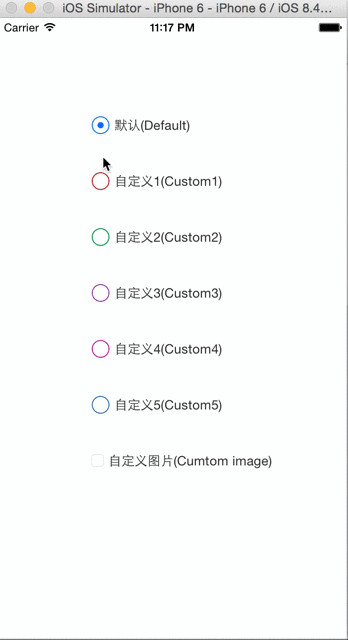 iOS Simulator - iPhone 6 - iPhone 6 / iOS 8.4...
Carrier 11:17 PM
默认(Default)
自定义1(Custom1)
自定义2(Custom2)
自定义3(Custom3)
自定义4(Custom4)
自定义5(Custom5)
自定义图片(Cumtom image)